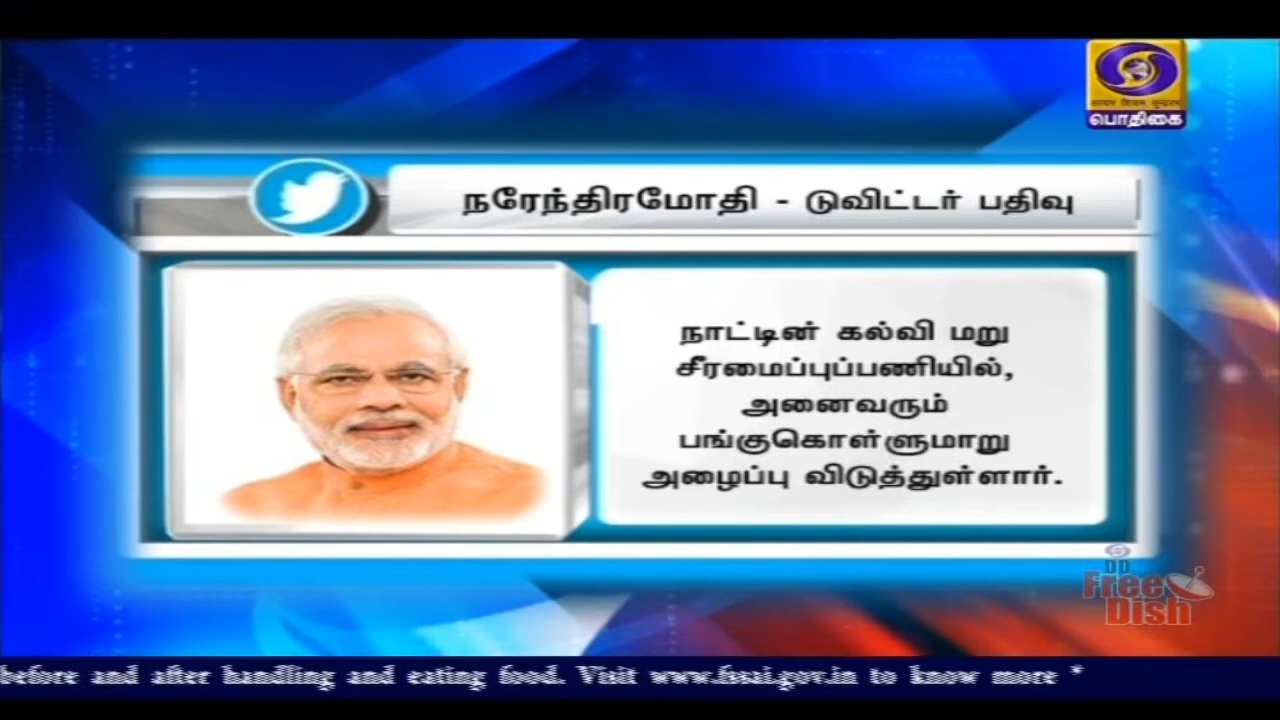 பொதிகை
நரேந்திரமோதி - டுவிட்டர் பதிவு
நாட்டின் கல்வி மறு
சீரமைப்புப்பணியில்,
அனைவரும்
பங்குகொள்ளுமாறு
அழைப்பு விடுத்துள்ளார்.
DD
Free
Dish
before and after handling and eating food. Visit www.fssai.gov.in to know more *